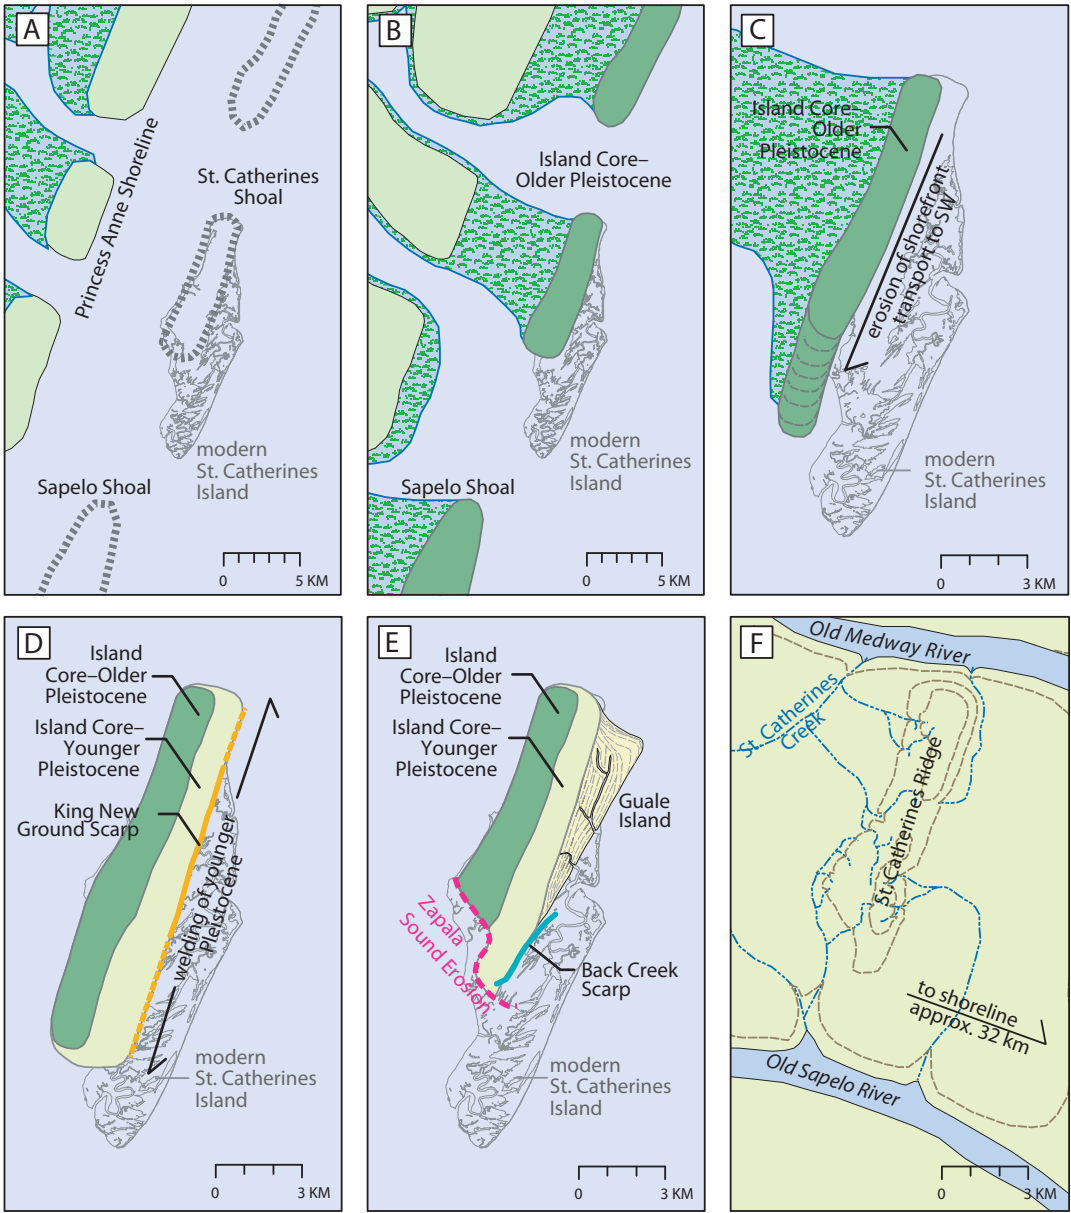 A
Princess Anne Shoreline
St. Catherines
Shoal
modern
St. Catherines
Island
Sapelo Shoal
0 5 KM
B
Island Core–
Older Pleistocene
modern
St. Catherines
Island
Sapelo Shoal
0 5 KM
C
Island Core–
Older
Pleistocene
erosion of shorefront
transport to SW
modern
St. Catherines
Island
0 3 KM
D
Island
Core–Older
Pleistocene
Island Core–
Younger
Pleistocene
King New
Ground Scarp
welding of younger
Pleistocene
modern
St. Catherines
Island
0 3 KM
E
Island
Core–Older
Pleistocene
Island Core–
Younger
Pleistocene
Guale
Island
Zapala
Sound Erosion
Back Creek
Scarp
modern
St. Catherines
Island
0 3 KM
F
Old Medway River
St. Catherines
Creek
St. Catherines Ridge
to shoreline
approx. 32 km
Old Sapelo River
0 3 KM